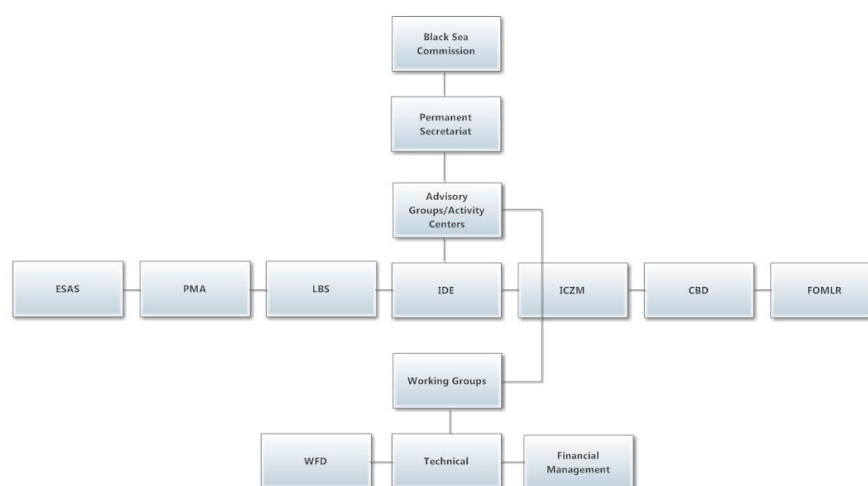 Black Sea
Commission
Permanent
Secretariat
Advisory
Groups/Activity
Centers
ESAS
PMA
LBS
IDE
ICZM
CBD
FOMLR
Working Groups
WFD
Technical
Financial
Management